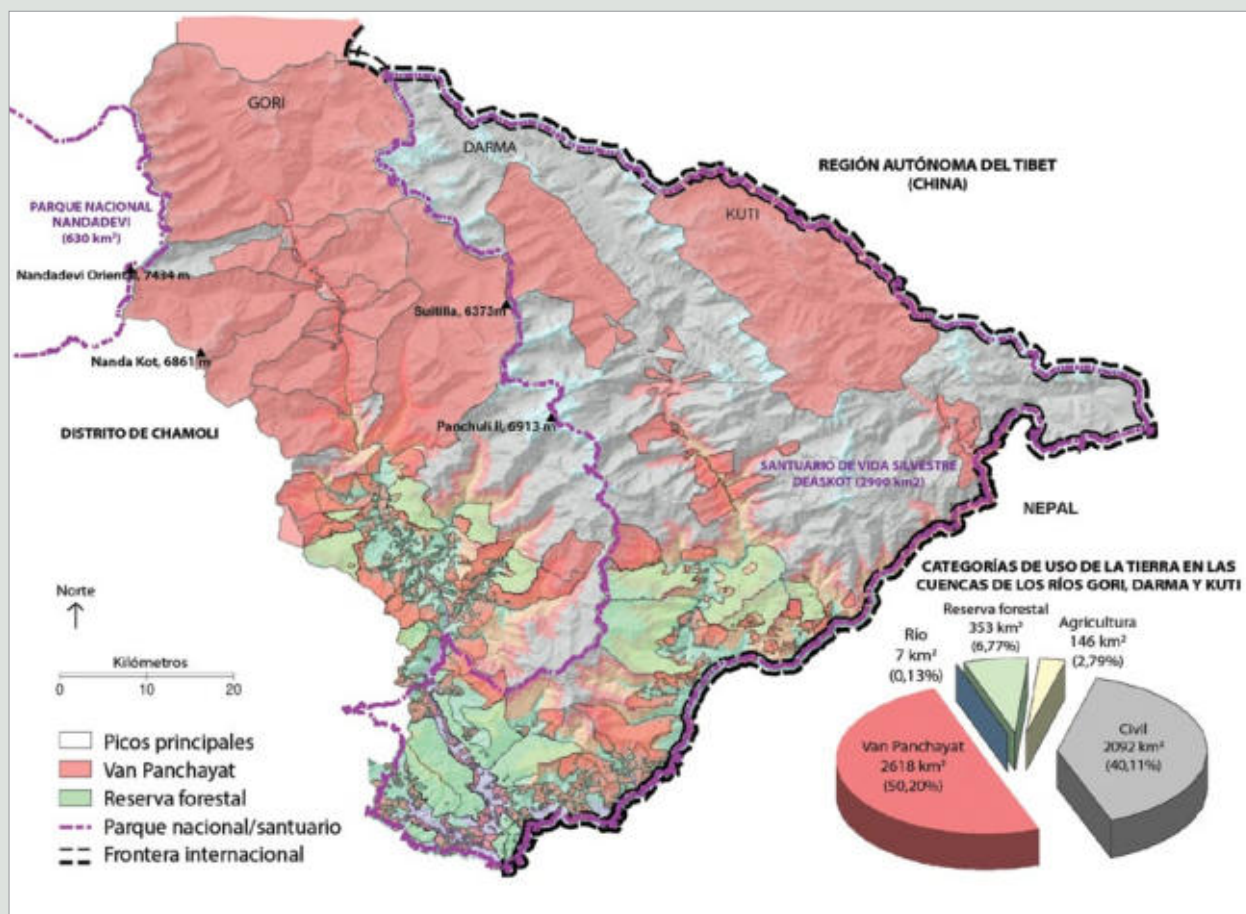 GORI
DARMA
KUTI
REGIÓN AUTÓNOMA DEL TIBET
(CHINA)
PARQUE NACIONAL
NANDADEVI
(630 km²)
Nandadevi Oriental, 7434 m
Suitilla, 6373m
Nanda Kot, 6861 m
Panchuli II, 6913 m
DISTRITO DE CHAMOLI
SANTUARIO DE VIDA SILVESTRE
DEASKOT (2900 km2)
NEPAL
Norte
Kilómetros
0 10 20
Picos principales
Van Panchayat
Reserva forestal
Parque nacional/santuario
Frontera internacional
CATEGORÍAS DE USO DE LA TIERRA EN LAS
CUENCAS DE LOS RÍOS GORI, DARMA Y KUTI
Río
7 km²
(0,13%)
Reserva forestal
353 km²
(6,77%)
Agricultura
146 km²
(2,79%)
Van Panchayat
2618 km²
(50,20%)
Civil
2092 km²
(40,11%)